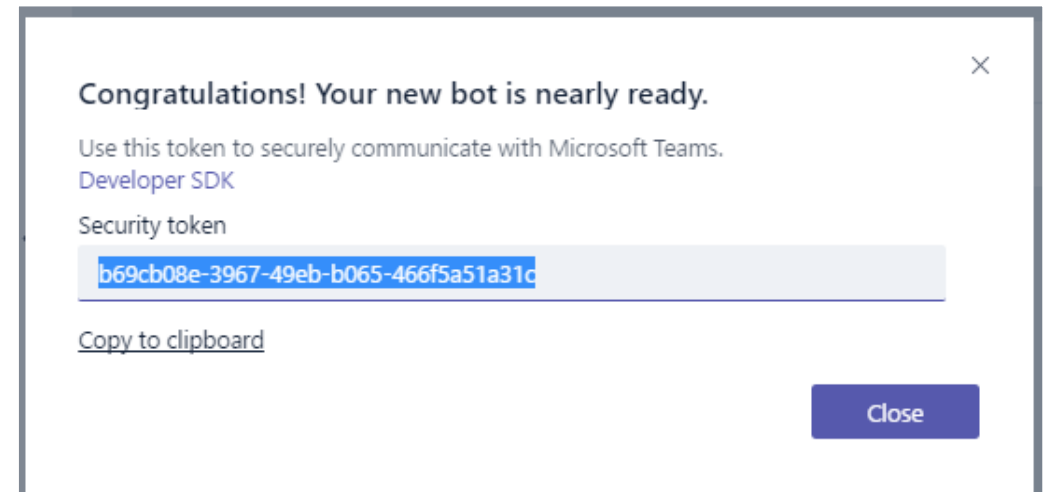 Congratulations! Your new bot is nearly ready.
Use this token to securely communicate with Microsoft Teams.
Developer SDK
Security token
b69cb08e-3967-49eb-b065-466f5a51a31c
Copy to clipboard
Close